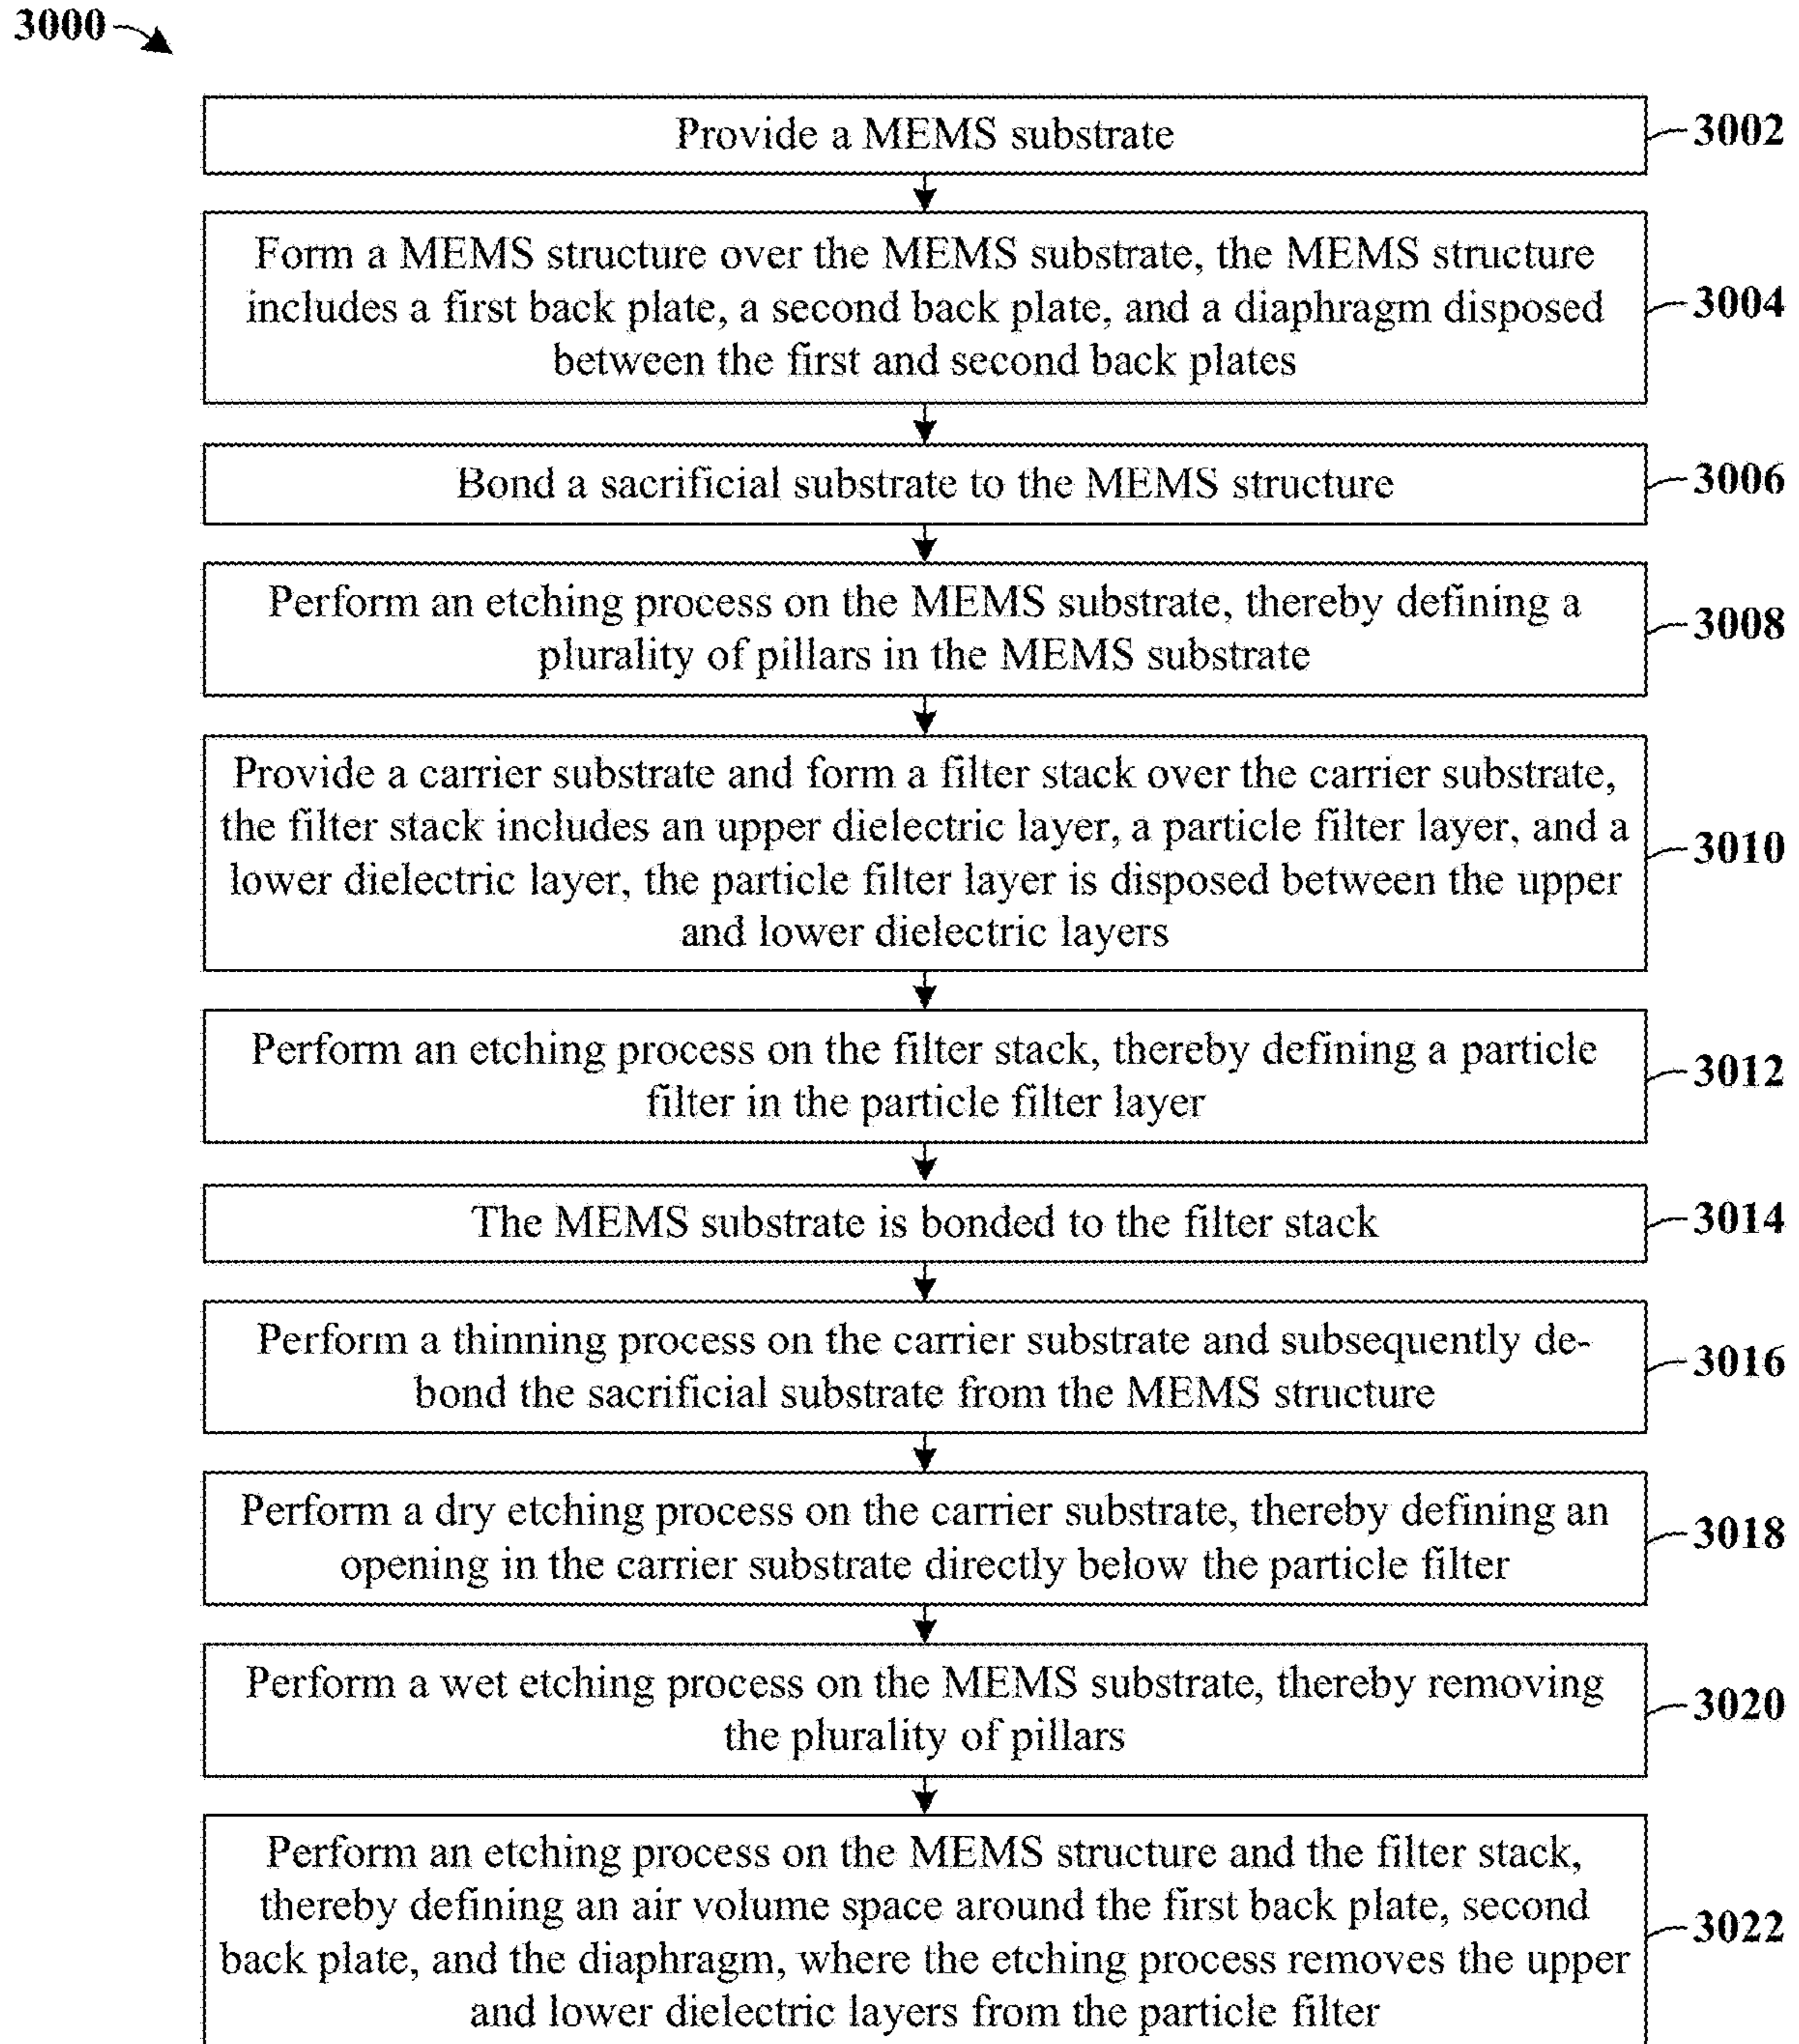 3000
Provide a MEMS substrate
3002
Form a MEMS structure over the MEMS substrate, the MEMS structure
includes a first back plate, a second back plate, and a diaphragm disposed
between the first and second back plates
3004
Bond a sacrificial substrate to the MEMS structure
3006
Perform an etching process on the MEMS substrate, thereby defining a
plurality of pillars in the MEMS substrate
3008
Provide a carrier substrate and form a filter stack over the carrier substrate,
the filter stack includes an upper dielectric layer, a particle filter layer, and a
lower dielectric layer, the particle filter layer is disposed between the upper
and lower dielectric layers
3010
Perform an etching process on the filter stack, thereby defining a particle
filter in the particle filter layer
3012
The MEMS substrate is bonded to the filter stack
3014
Perform a thinning process on the carrier substrate and subsequently de-
bond the sacrificial substrate from the MEMS structure
3016
Perform a dry etching process on the carrier substrate, thereby defining an
opening in the carrier substrate directly below the particle filter
3018
Perform a wet etching process on the MEMS substrate, thereby removing
the plurality of pillars
3020
Perform an etching process on the MEMS structure and the filter stack,
thereby defining an air volume space around the first back plate, second
back plate, and the diaphragm, where the etching process removes the upper
and lower dielectric layers from the particle filter
3022